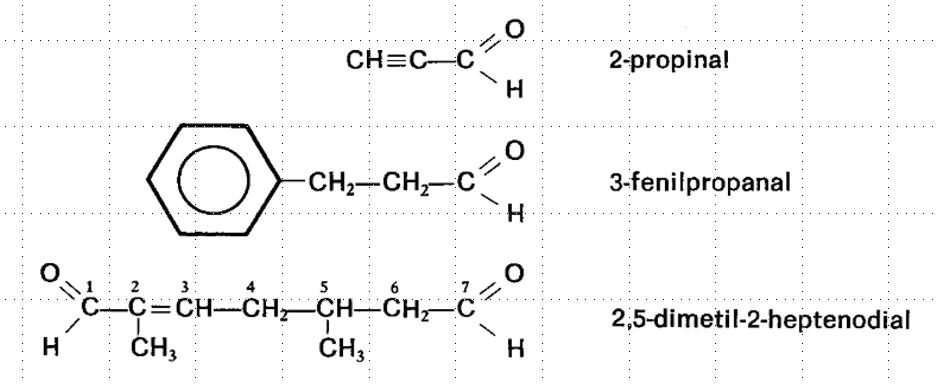 O
CH≡C—C 2-propinal
H
O
CH₂—CH₂—C 3-fenilpropanal
H
O 1 2 3 4 5 6 7 O
C—C=CH—CH₂—CH—CH₂—C 2,5-dimetil-2-heptenodial
H CH₃ CH₃ H